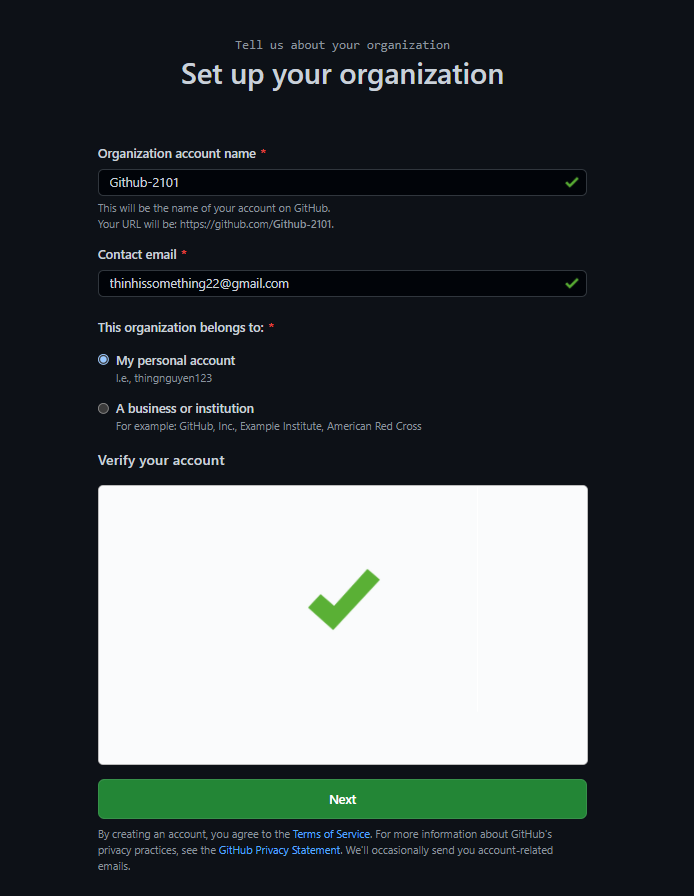 Tell us about your organization
Set up your organization
Organization account name *
Github-2101
This will be the name of your account on GitHub.
Your URL will be: https://github.com/Github-2101.
Contact email *
thinhissomething22@gmail.com
This organization belongs to: *
My personal account
I.e., thingnguyen123
A business or institution
For example: GitHub, Inc., Example Institute, American Red Cross
Verify your account
Next
By creating an account, you agree to the Terms of Service. For more information about GitHub's
privacy practices, see the GitHub Privacy Statement. We'll occasionally send you account-related
emails.